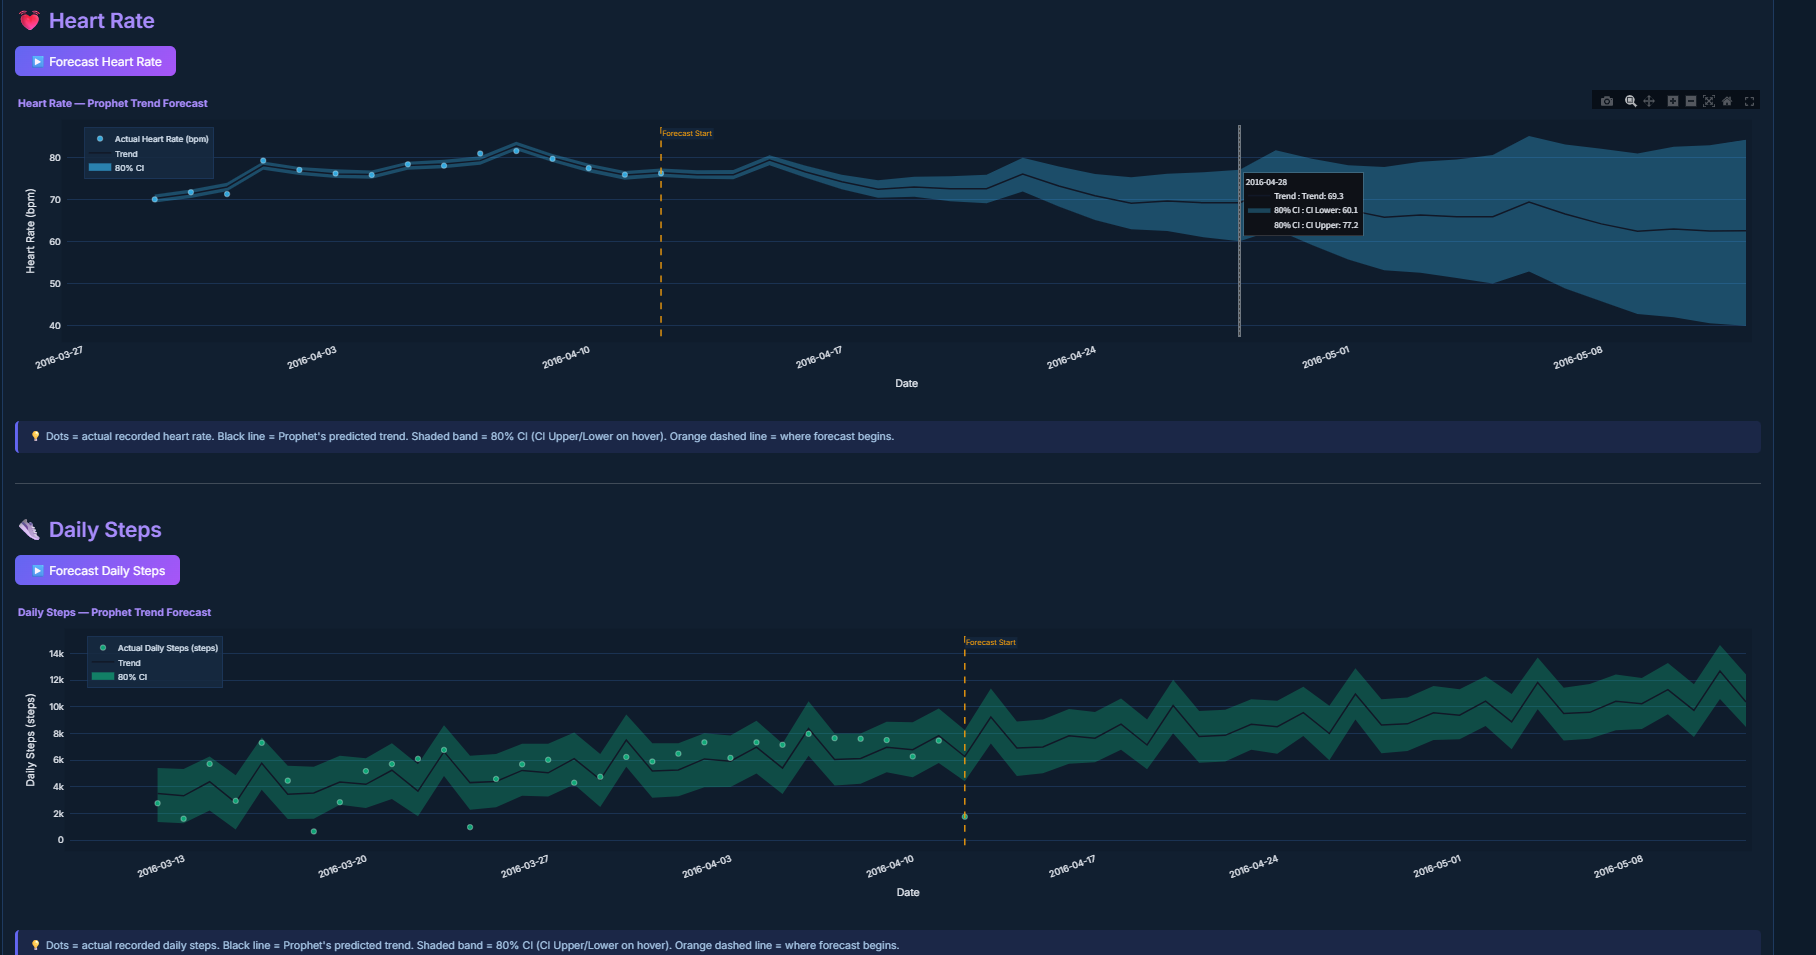 Heart Rate
Forecast Heart Rate
Heart Rate — Prophet Trend Forecast
Actual Heart Rate (bpm)
Trend
80% CI
Forecast Start
80
70
60
50
40
Heart Rate (bpm)
2016-04-28
Trend : Trend: 69.3
80% CI : CI Lower: 60.1
80% CI : CI Upper: 77.2
2016-03-27
2016-04-03
2016-04-10
2016-04-17
2016-04-24
2016-05-01
2016-05-08
Date
Dots = actual recorded heart rate. Black line = Prophet's predicted trend. Shaded band = 80% CI (CI Upper/Lower on hover). Orange dashed line = where forecast begins.
Daily Steps
Forecast Daily Steps
Daily Steps — Prophet Trend Forecast
Actual Daily Steps (steps)
Trend
80% CI
Forecast Start
14k
12k
10k
8k
6k
4k
2k
0
Daily Steps (steps)
2016-03-13
2016-03-20
2016-03-27
2016-04-03
2016-04-10
2016-04-17
2016-04-24
2016-05-01
2016-05-08
Date
Dots = actual recorded daily steps. Black line = Prophet's predicted trend. Shaded band = 80% CI (CI Upper/Lower on hover). Orange dashed line = where forecast begins.